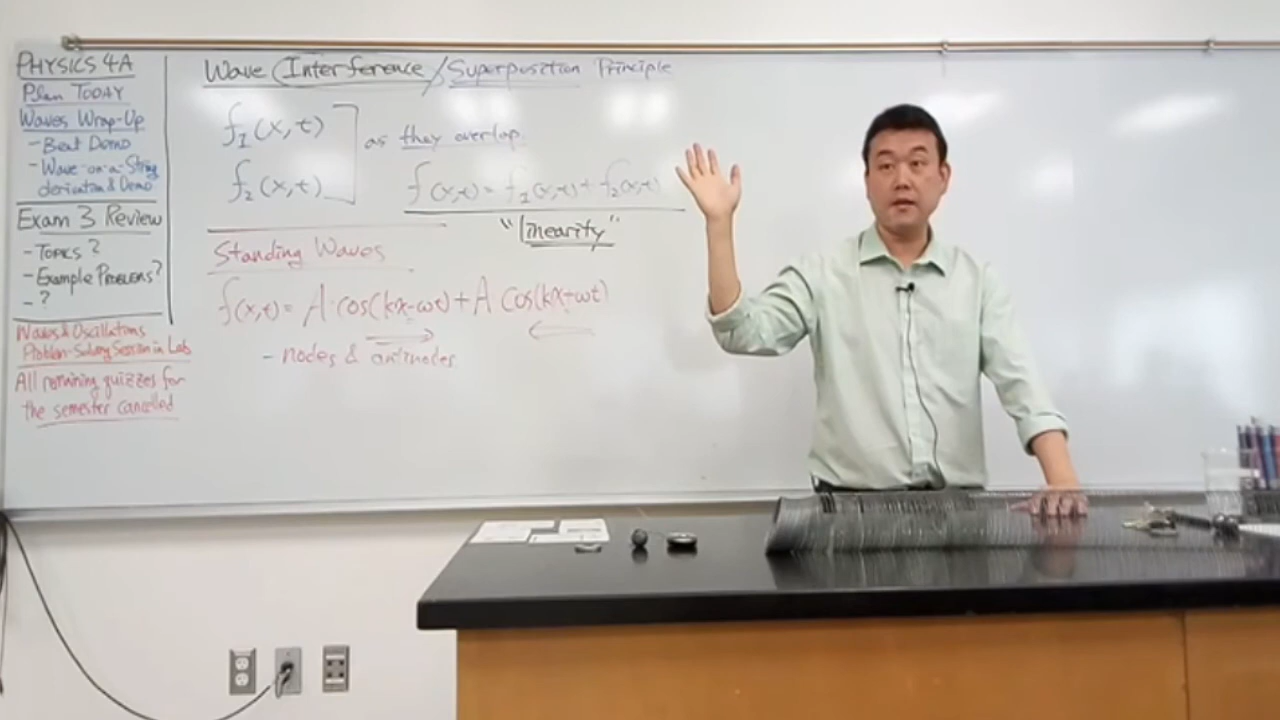 PHYSICS 4A
Plan TODAY
Waves Wrap-Up
- Beat Demo
- Wave-on-a-String
derivation & Demo
Exam 3 Review
- TOPICS?
- Example PROBLEMS?
- ?
Waves & Oscillations
Problem-Solving Session in Lab
All remaining quizzes for
the semester cancelled
Wave Interference / Superposition Principle
f₁(x,t)
f₂(x,t)
as they overlap.
f(x,t) = f₁(x,t) + f₂(x,t)
"Linearity"
Standing Waves
f(x,t) = A cos(kx-ωt) + A cos(kx+ωt)
- nodes & antinodes